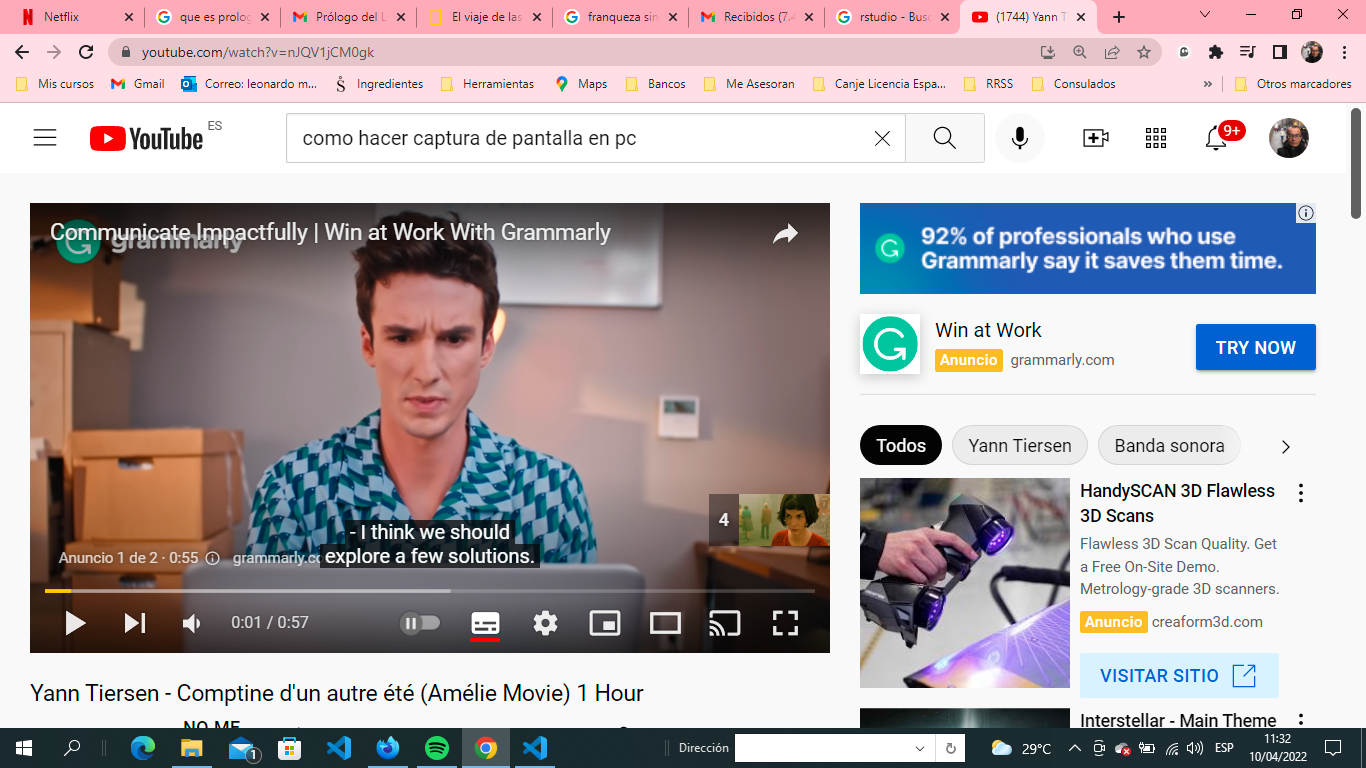 Netflix
que es prolog
Prólogo del L
El viaje de las
franqueza sin
Recibidos (7.4
rstudio - Busc
(1744) Yann T
youtube.com/watch?v=nJQV1jCM0gk
Mis cursos
Gmail
Correo: leonardo m...
Ingredientes
Herramientas
Maps
Bancos
Me Asesoran
Canje Licencia Espa...
RRSS
Consulados
»
Otros marcadores
YouTube
ES
como hacer captura de pantalla en pc
9+
Communicate Impactfully | Win at Work With Grammarly
grammarly
4
- I think we should
explore a few solutions.
Anuncio 1 de 2 · 0:55
grammarly.co
0:01 / 0:57
Yann Tiersen - Comptine d'un autre été (Amélie Movie) 1 Hour
NO ME
92% of professionals who use
Grammarly say it saves them time.
Win at Work
Anuncio grammarly.com
TRY NOW
Todos
Yann Tiersen
Banda sonora
HandySCAN 3D Flawless
3D Scans
Flawless 3D Scan Quality. Get
a Free On-Site Demo.
Metrology-grade 3D scanners.
Anuncio creaform3d.com
VISITAR SITIO
Interstellar - Main Theme
1
Dirección
29°C
ESP
11:32
10/04/2022